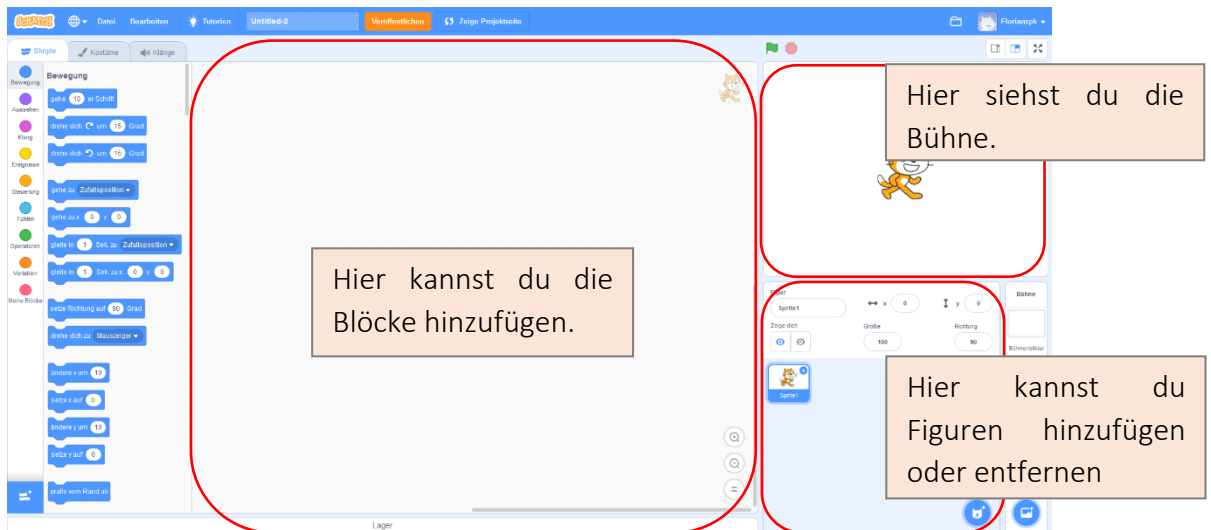 SCRATCH Datei Bearbeiten Tutorien Untitled-2 Veröffentlichen Zeige Projektseite Florianspk
Skripte Kostüme Klänge
Bewegung
Aussehen
Klang
Ereignisse
Steuerung
Fühlen
Operatoren
Variablen
Meine Blöcke
Bewegung
gehe 10 er Schritt
drehe dich um 15 Grad
drehe dich um 15 Grad
gehe zu Zufallsposition
gehe zu x: 0 y: 0
gleite in 1 Sek. zu Zufallsposition
gleite in 1 Sek. zu x: 0 y: 0
setze Richtung auf 90 Grad
drehe dich zu Mauszeiger
ändere x um 10
setze x auf 0
ändere y um 10
setze y auf 0
pralle vom Rand ab
Hier kannst du die
Blöcke hinzufügen.
Lager
Hier siehst du die
Bühne.
Figur
Sprite1 x 0 y 0
Zeige dich Größe Richtung
100 90
Sprite1
Bühne
Bühnenbilder
Hier kannst du
Figuren hinzufügen
oder entfernen